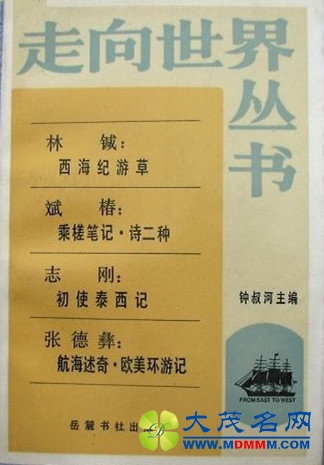 走向世界丛书
林鍼：
西海纪游草
斌椿：
乘槎笔记·诗二种
志刚：
初使泰西记
张德彝：
航海述奇·欧美环游记
钟叔河主编
FROM EAST TO WEST
岳麓书社出
大茂名网
WWW.MDMMM.COM